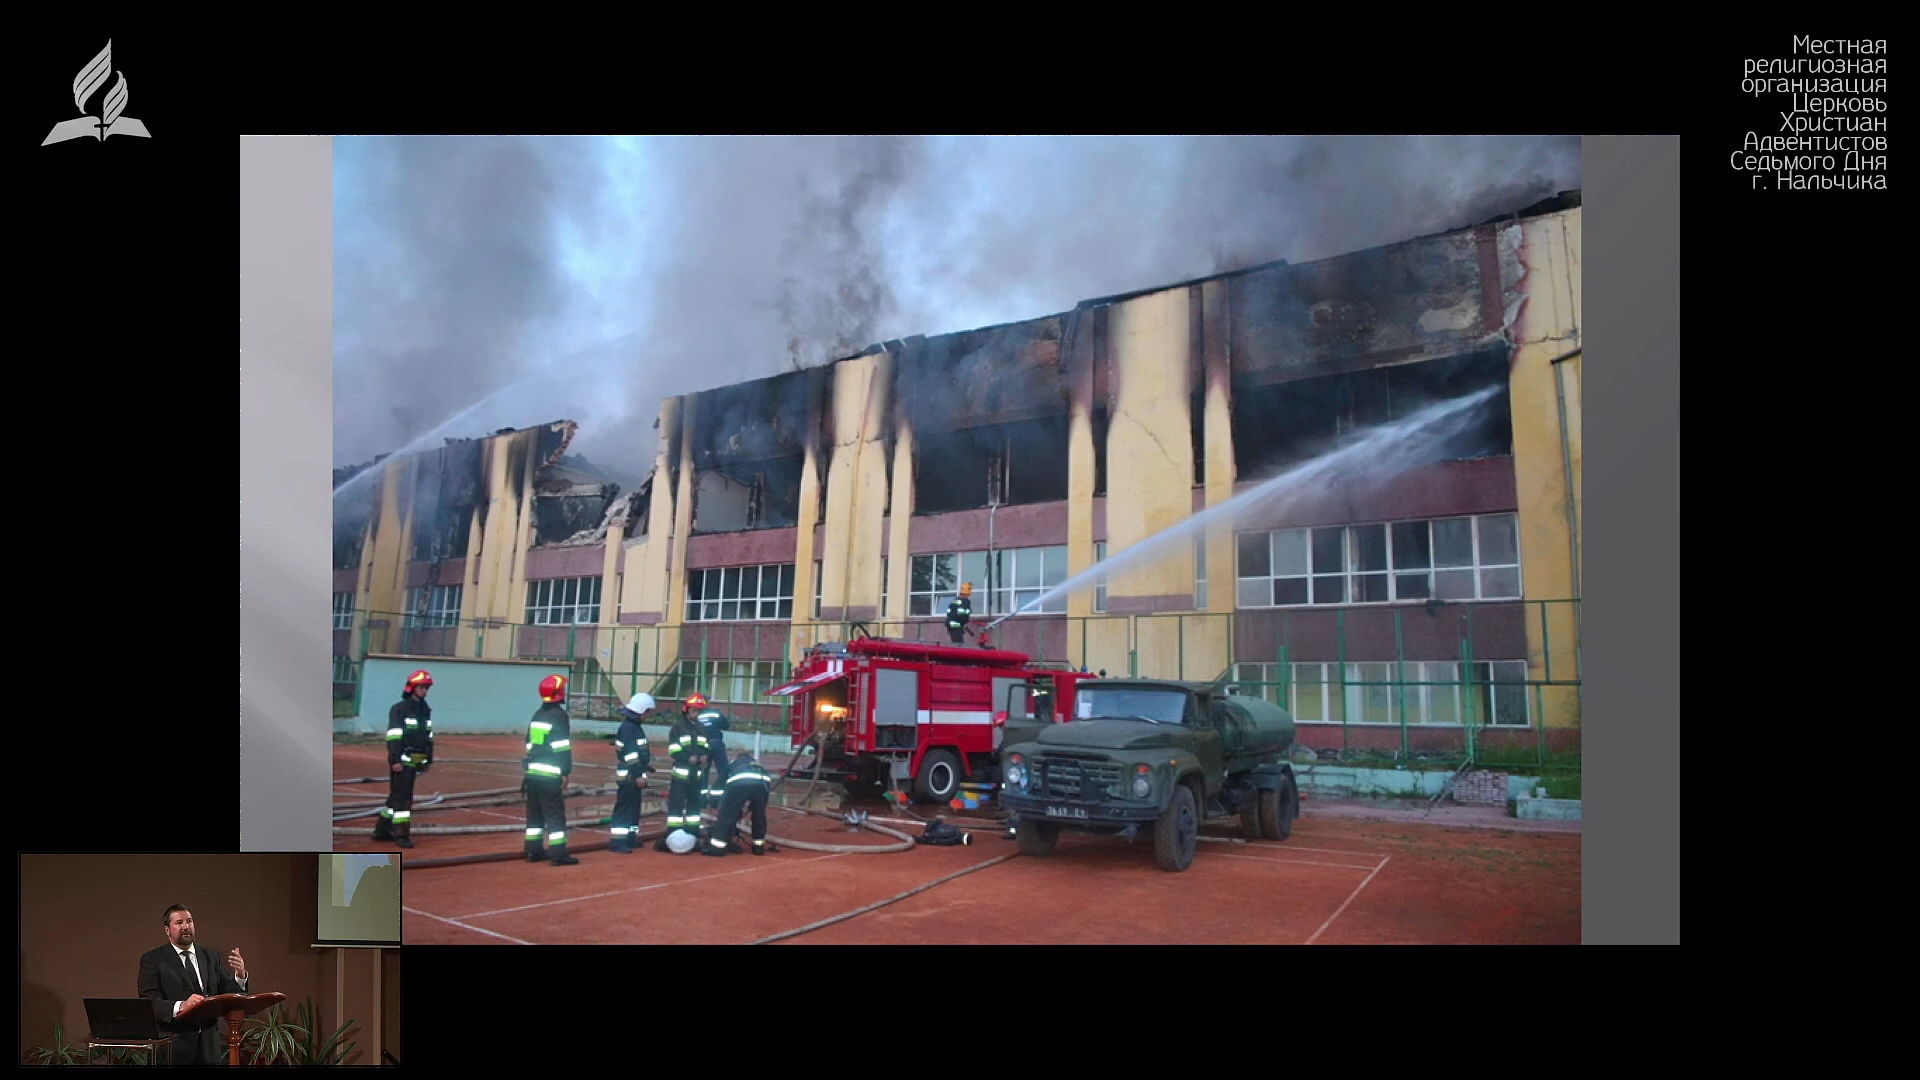 Местная
религиозная
организация
Церковь
Христиан
Адвентистов
Седьмого Дня
г. Нальчика